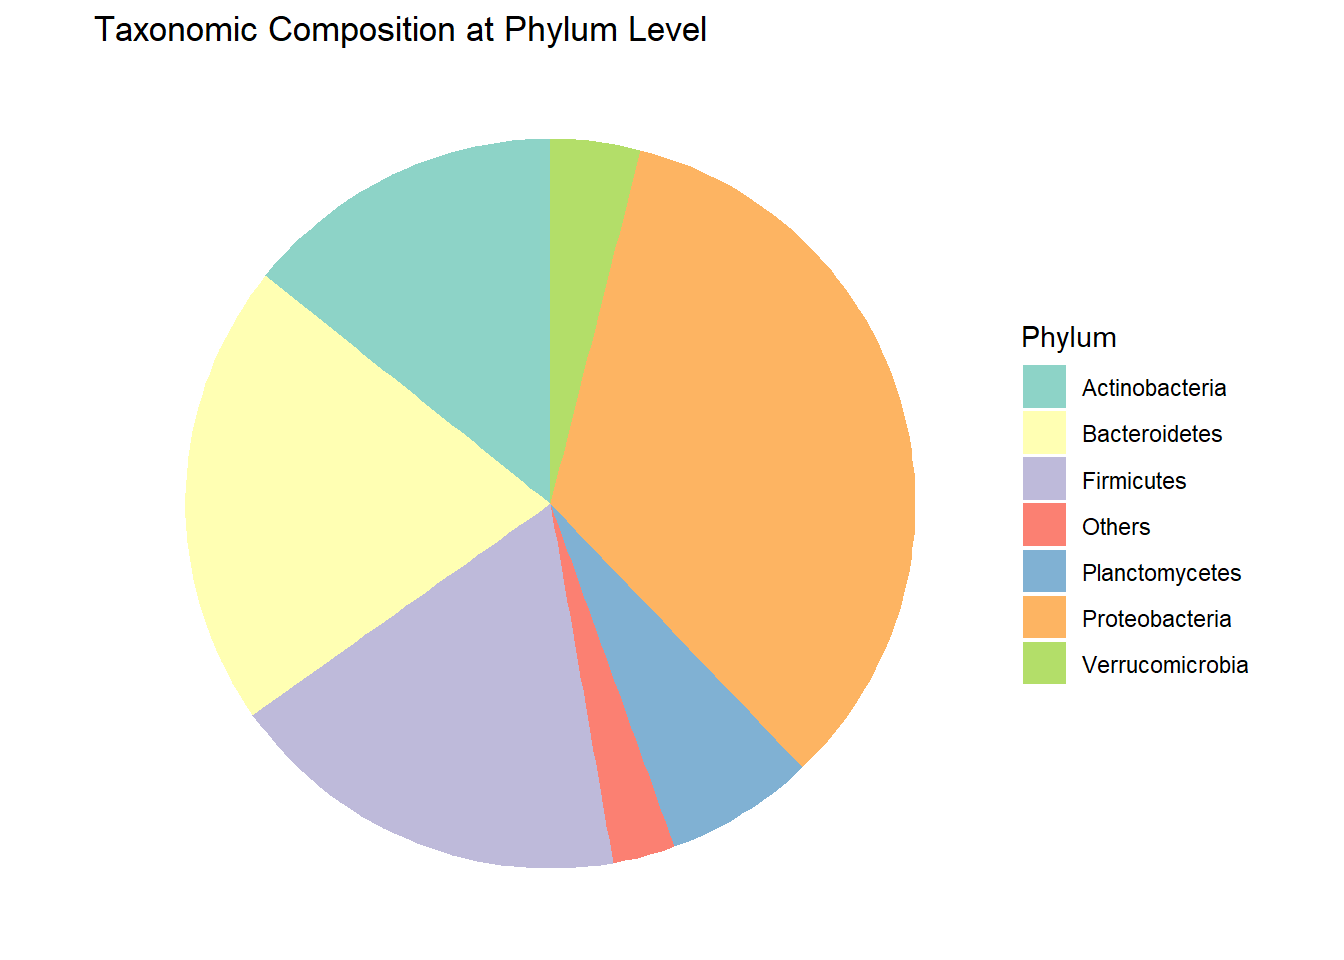 Taxonomic Composition at Phylum Level
Phylum
Actinobacteria
Bacteroidetes
Firmicutes
Others
Planctomycetes
Proteobacteria
Verrucomicrobia